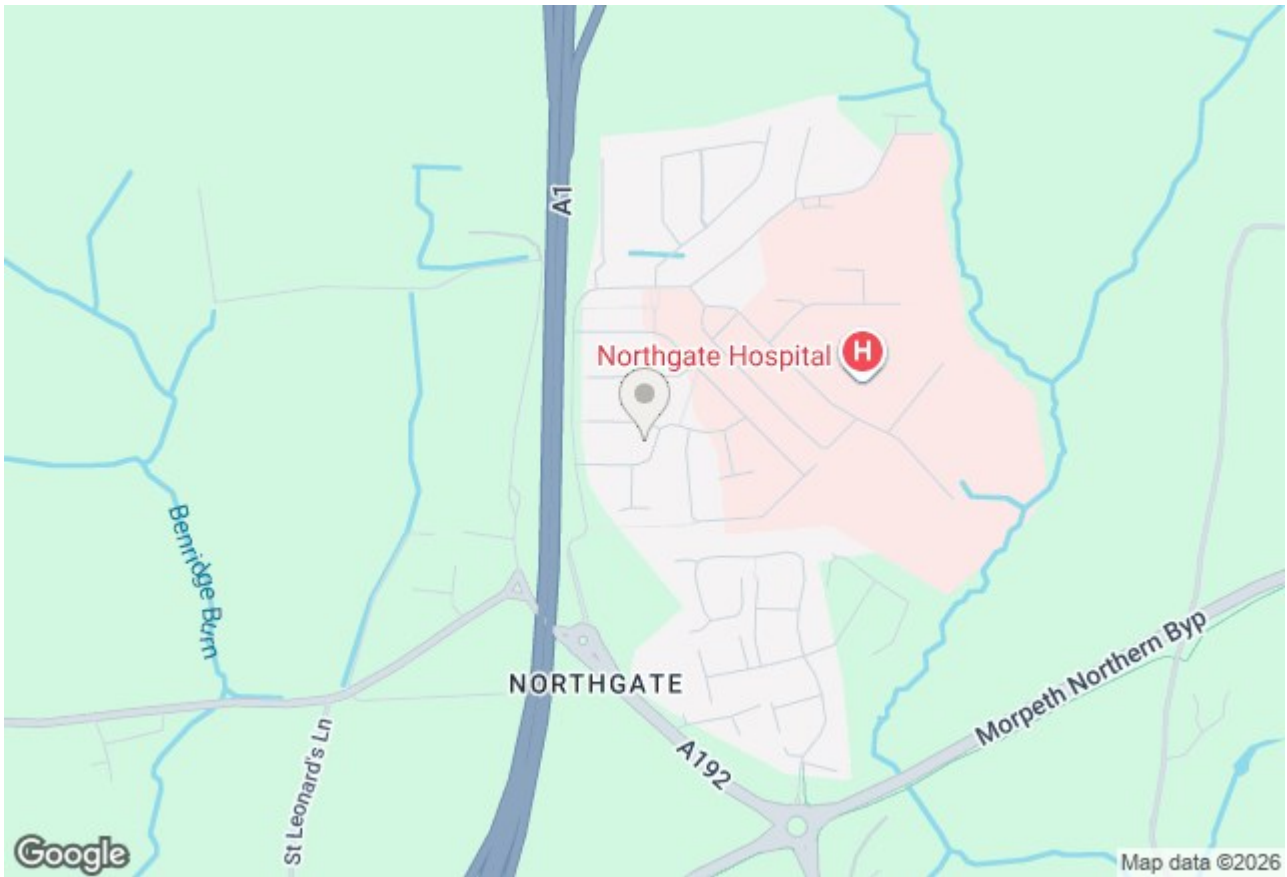 A1
Northgate Hospital
H
Benridge Burn
NORTHGATE
Morpeth Northern Byp
A192
St Leonard's Ln
Google
Map data ©2026